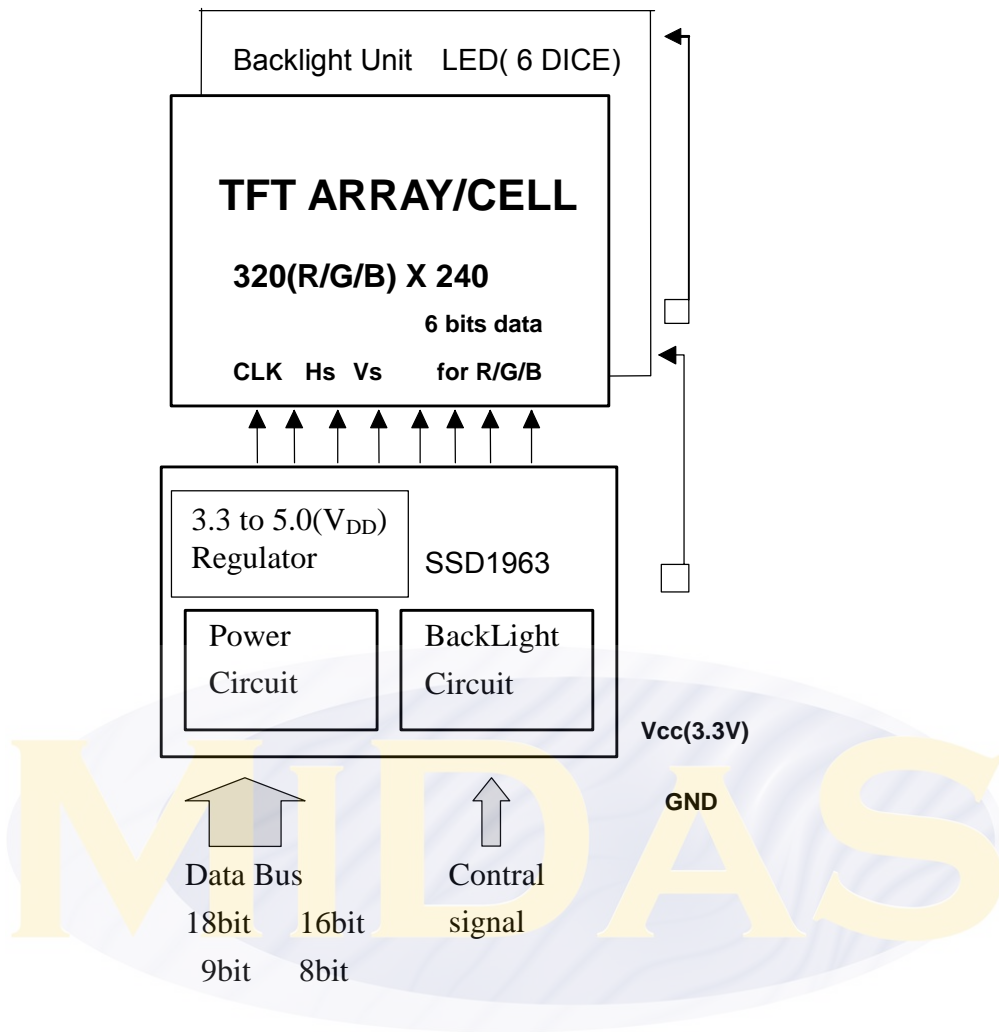 Backlight Unit LED( 6 DICE)
TFT ARRAY/CELL
320(R/G/B) X 240
6 bits data
CLK Hs Vs for R/G/B
3.3 to 5.0(VDD)
Regulator
SSD1963
Power
Circuit
BackLight
Circuit
Vcc(3.3V)
GND
Data Bus
18bit 16bit
9bit 8bit
Contral
signal
MIDAS